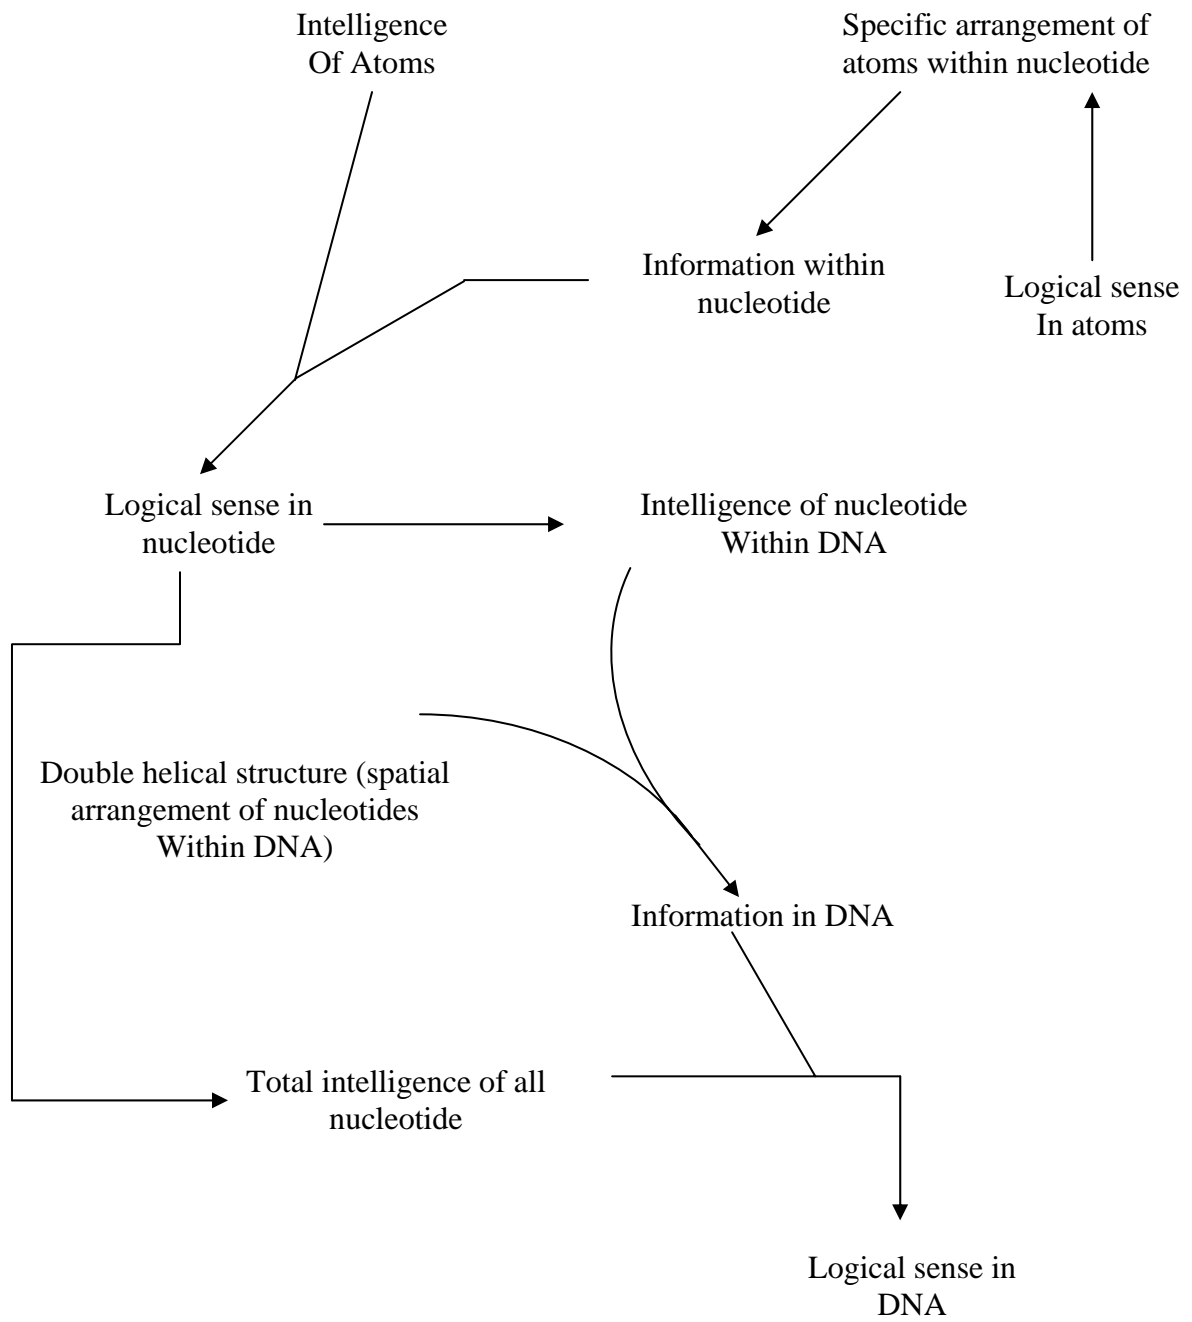 Intelligence
Of Atoms
Specific arrangement of
atoms within nucleotide
Information within
nucleotide
Logical sense
In atoms
Logical sense in
nucleotide
Intelligence of nucleotide
Within DNA
Double helical structure (spatial
arrangement of nucleotides
Within DNA)
Information in DNA
Total intelligence of all
nucleotide
Logical sense in
DNA